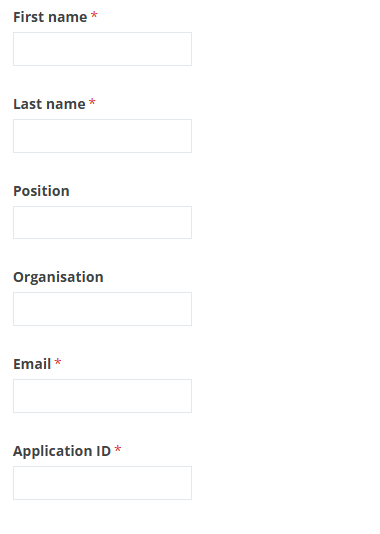 First name *
Last name *
Position
Organisation
Email *
Application ID *